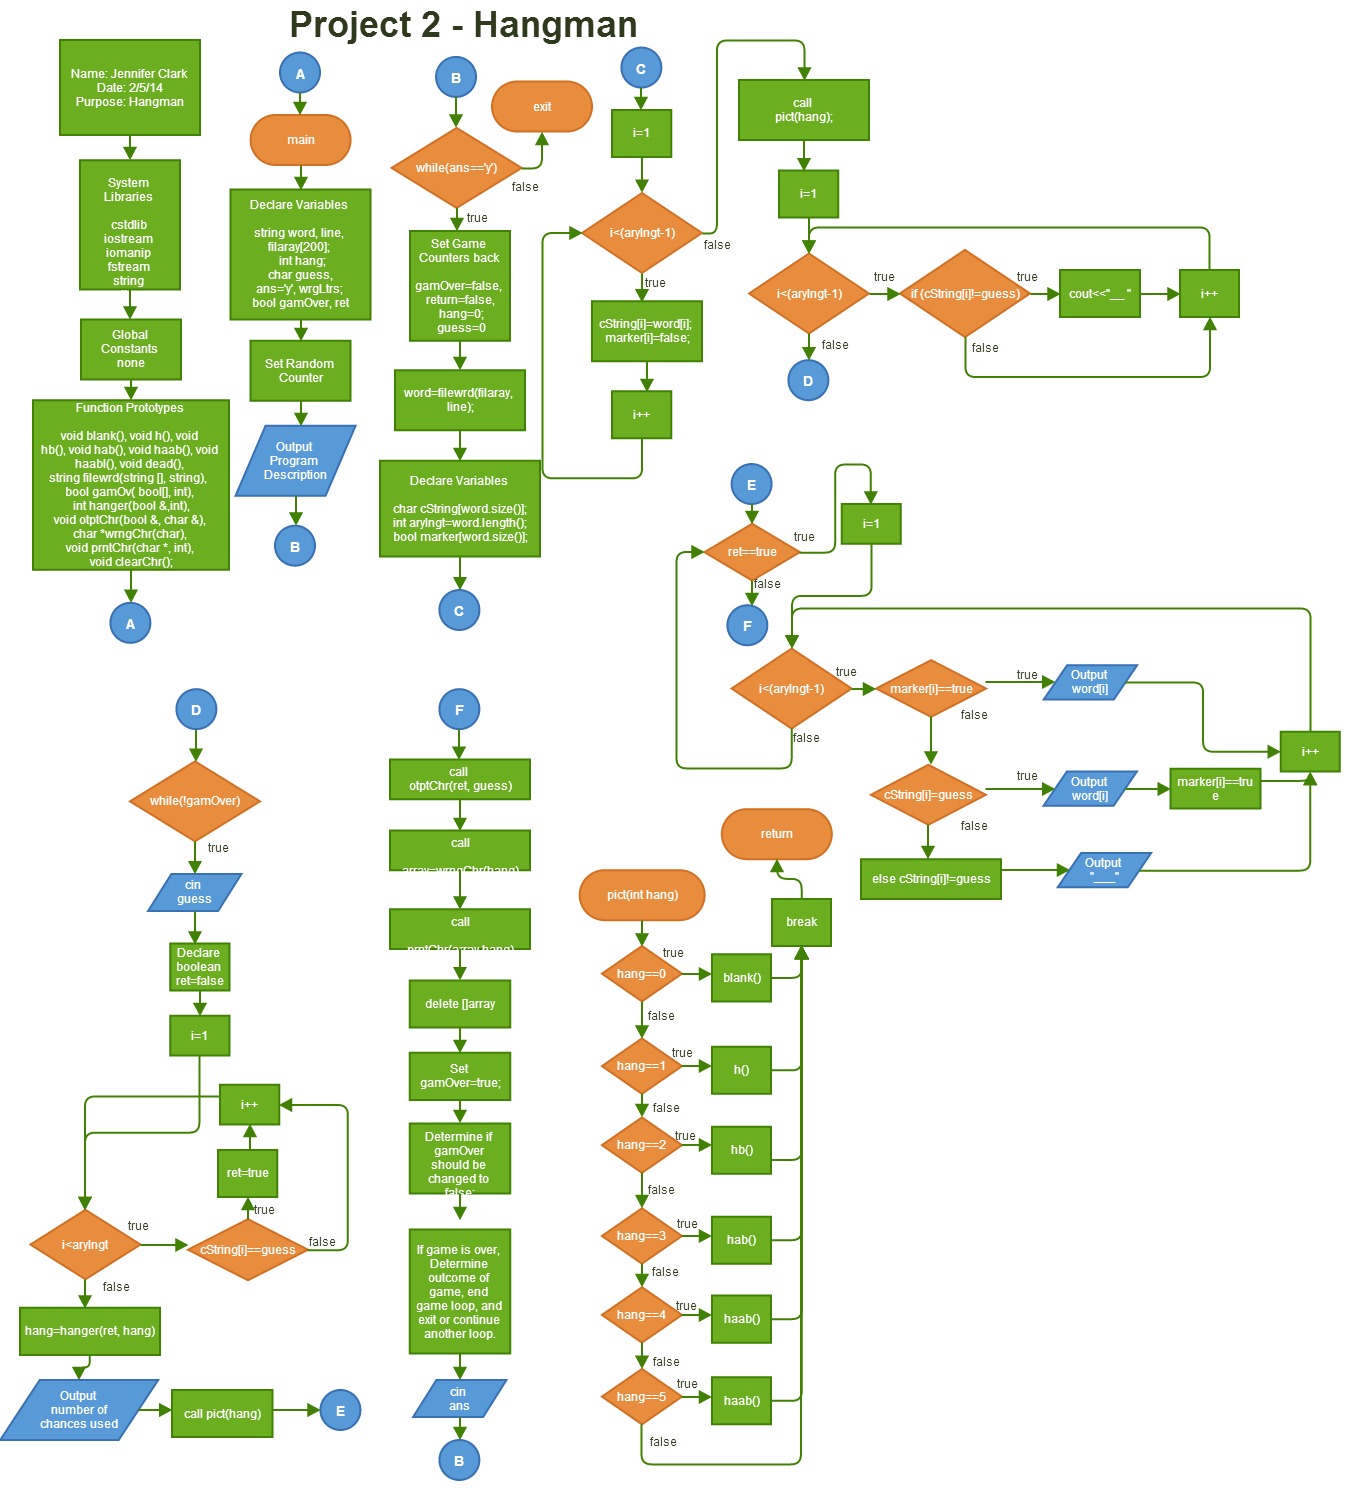 Project 2 - Hangman
Name: Jennifer Clark
Date: 2/5/14
Purpose: Hangman
System
Libraries
cstdlib
iostream
iomanip
fstream
string
Global
Constants
none
Function Prototypes
void blank(), void h(), void
hb(), void hab(), void haab(), void
haabl(), void dead(),
string filewrd(string [], string),
bool gamOv( bool[], int),
int hanger(bool &,int),
void otptChr(bool &, char &),
char *wrngChr(char),
void prntChr(char *, int),
void clearChr();
A
A
main
Declare Variables
string word, line,
filaray[200];
int hang;
char guess,
ans='y', wrgLtrs;
bool gamOver, ret
Set Random
Counter
Output
Program
Description
B
B
while(ans=='y')
false
exit
true
Set Game
Counters back
gamOver=false,
return=false,
hang=0;
guess=0
word=filewrd(filaray,
line);
Declare Variables
char cString[word.size()];
int arylngt=word.length();
bool marker[word.size()];
C
C
i=1
i<(arylngt-1)
false
true
cString[i]=word[i];
marker[i]=false;
i++
call
pict(hang);
i=1
i<(arylngt-1)
true
if (cString[i]!=guess)
true
cout<<"__ "
i++
false
false
D
E
ret==true
true
i=1
false
F
i<(arylngt-1)
true
marker[i]==true
true
Output
word[i]
false
false
i++
cString[i]=guess
true
Output
word[i]
marker[i]==tru
e
false
else cString[i]!=guess
Output
"___"
D
while(!gamOver)
true
cin
guess
Declare
boolean
ret=false
i=1
i++
ret=true
true
i<arylngt
true
cString[i]==guess
false
false
hang=hanger(ret, hang)
Output
number of
chances used
call pict(hang)
E
F
call
otptChr(ret, guess)
call
array=wrngChr(hang)
call
prntChr(array,hang)
delete []array
Set
gamOver=true;
Determine if
gamOver
should be
changed to
false;
If game is over,
Determine
outcome of
game, end
game loop, and
exit or continue
another loop.
cin
ans
B
return
pict(int hang)
break
hang==0
true
blank()
false
hang==1
true
h()
false
hang==2
true
hb()
false
hang==3
true
hab()
false
hang==4
true
haab()
false
hang==5
true
haab()
false